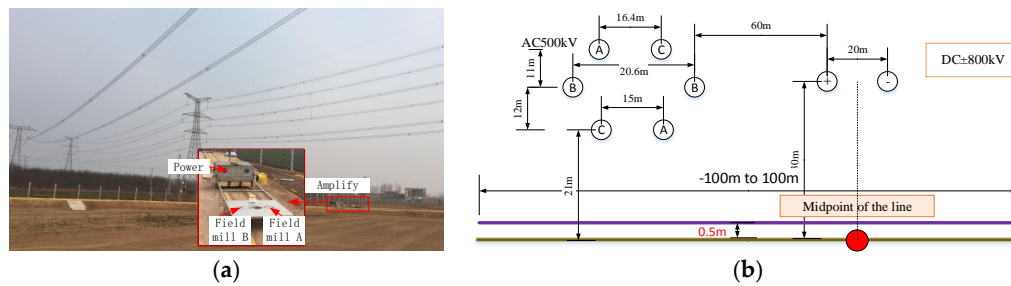 Power
Amplify
Field
mill B
Field
mill A
(a)
16.4m
60m
AC500kV
A
C
20m
DC±800kV
11m
20.6m
B
B
+
-
12m
15m
C
A
21m
-100m to 100m
Midpoint of the line
0.5m
(b)